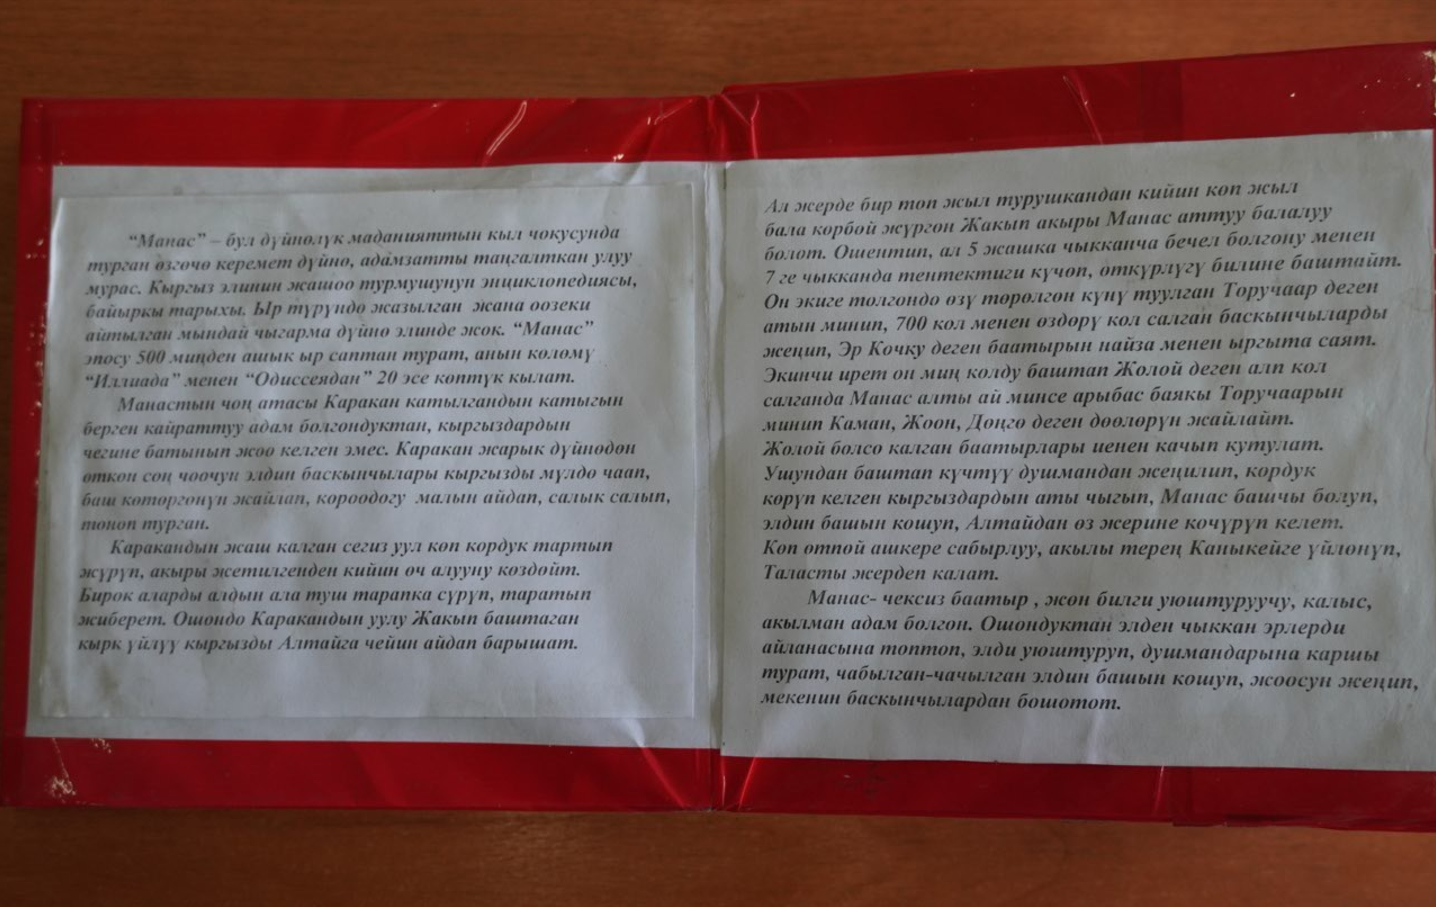 “Манас” – бул дүйнөлүк маданияттын кыл чокусунда
турган өзгөчө керемет дүйнө, адамзатты таңгалткан улуу
мурас. Кыргыз элинин жашоо турмушунун энциклопедиясы,
байыркы тарыхы. Ыр түрүндө жазылган жана оозеки
айтылган мындай чыгарма дүйнө элинде жок. “Манас”
эпосу 500 миңден ашык ыр саптан турат, анын көлөмү
“Иллиада” менен “Одиссеядан” 20 эсе көптүк кылат.
Манастын чоң атасы Каракан катылгандын катыгын
берген кайраттуу адам болгондуктан, кыргыздардын
чегине батынып жоо келген эмес. Каракан жарык дүйнөдөн
өткөн соң чоочун элдин баскынчылары кыргызды мүлдө чаап,
баш көтөргөнүн жайлап, короодогу малын айдап, салык салып,
тоноп турган.
Каракандын жаш калган сегиз уул көп кордук тартып
жүрүп, акыры жетилгенден кийин өч алууну көздөйт.
Бирок аларды алдын ала туш тарапка сүрүп, таратып
жиберет. Ошондо Каракандын уулу Жакып баштаган
кырк үйлүү кыргызды Алтайга чейин айдап барышат.
Ал жерде бир топ жыл турушкандан кийин көп жыл
бала көрбөй жүргөн Жакып акыры Манас аттуу балалуу
болот. Ошентип, ал 5 жашка чыкканча бечел болгону менен
7 ге чыкканда тентектиги күчөп, өткүрлүгү билине баштайт.
Он экиге толгондо өзү төрөлгөн күнү туулган Торучаар деген
атын минип, 700 кол менен өздөрү кол салган баскынчыларды
жеңип, Эр Кочку деген баатырын найза менен ыргыта саят.
Экинчи ирет он миң колду баштап Жолой деген алп кол
салганда Манас алты ай минсе арыбас баякы Торучаарын
минип Каман, Жоон, Доңго деген дөөлөрүн жайлайт.
Жолой болсо калган баатырлары менен качып кутулат.
Ушундан баштап күчтүү душмандан жеңилип, кордук
көрүп келген кыргыздардын аты чыгып, Манас башчы болуп,
элдин башын кошуп, Алтайдан өз жерине көчүрүп келет.
Көп өтпөй ашкере сабырлуу, акылы терең Каныкейге үйлөнүп,
Таласты жердеп калат.
Манас- чексиз баатыр , жөн билги уюштуруучу, калыс,
акылман адам болгон. Ошондуктан элден чыккан эрлерди
айланасына топтоп, элди уюштуруп, душмандарына каршы
турат, чабылган-чачылган элдин башын кошуп, жоосун жеңип,
мекенин баскынчылардан бошотот.